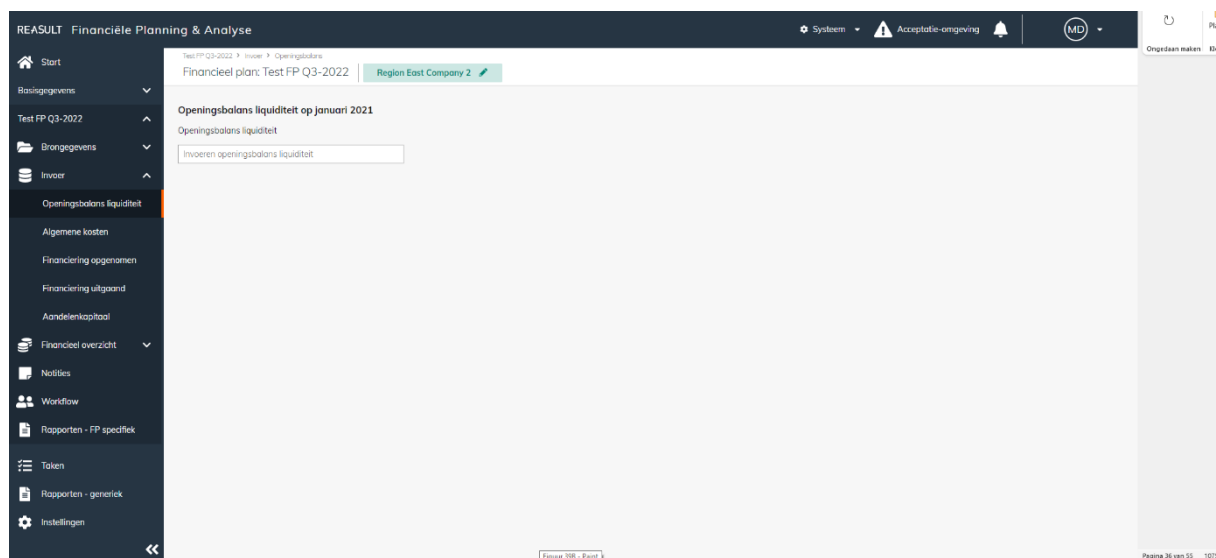 REASULT Financiële Planning & Analyse
Systeem
Acceptatie-omgeving
MD
Ongedaan maken
Start
Basisgegevens
Test FP Q3-2022
Brongegevens
Invoer
Openingsbalans liquiditeit
Algemene kosten
Financiering opgenomen
Financiering uitgaand
Aandelenkapitaal
Financieel overzicht
Notities
Workflow
Rapporten - FP specifiek
Taken
Rapporten - generiek
Instellingen
Test FP Q3-2022 > Invoer > Openingsbalans
Financieel plan: Test FP Q3-2022
Region East Company 2
Openingsbalans liquiditeit op januari 2021
Openingsbalans liquiditeit
Invoeren openingsbalans liquiditeit
Figuur 39B - Paint
Pagina 36 van 55